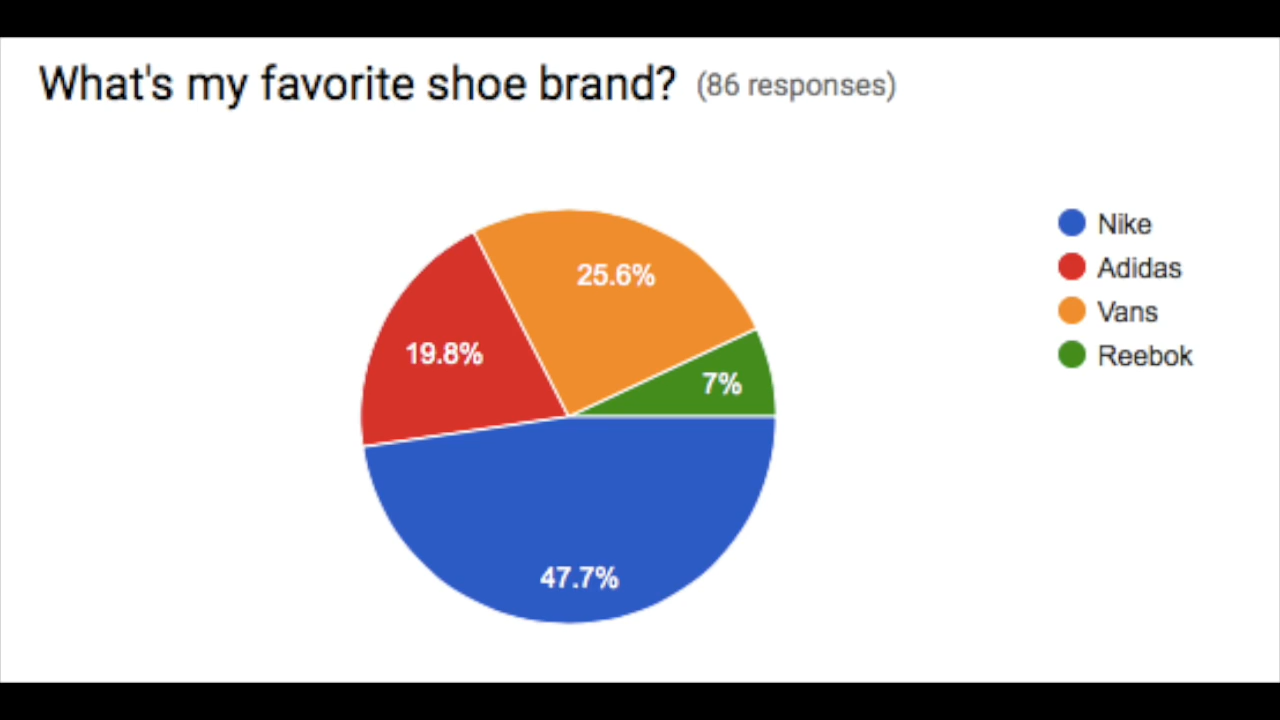 What's my favorite shoe brand? (86 responses)
Nike
Adidas
Vans
Reebok
25.6%
19.8%
7%
47.7%